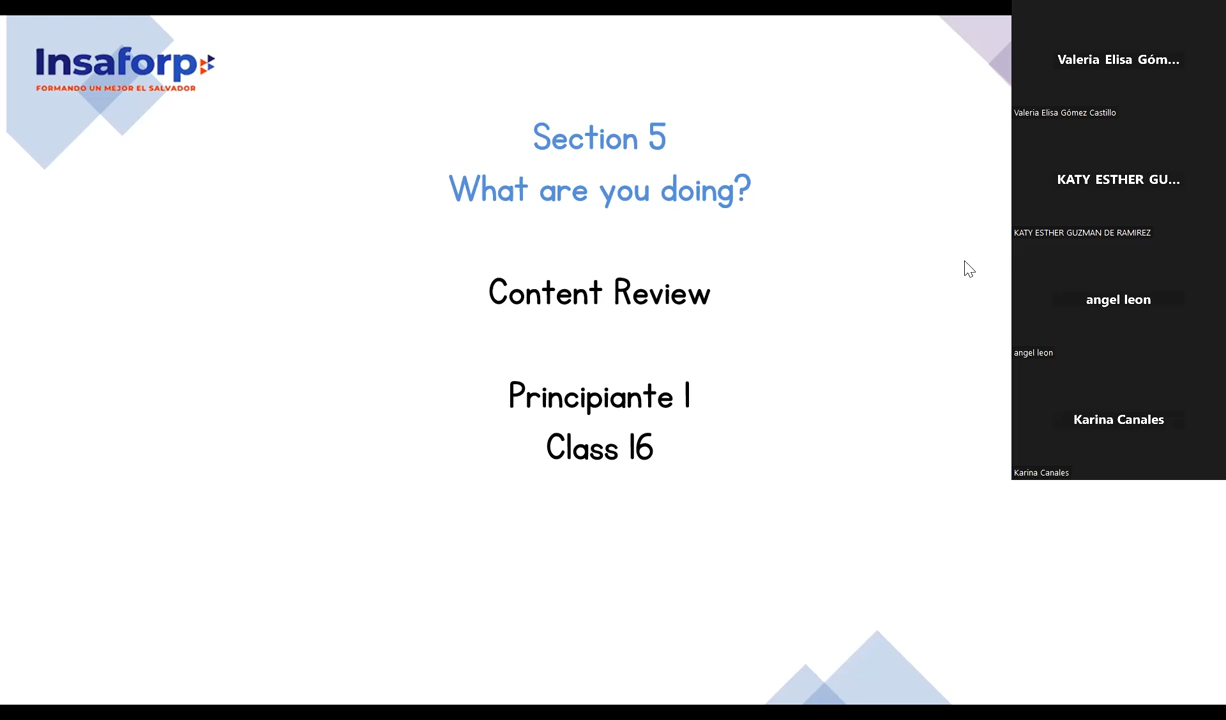 Insaforp
FORMANDO UN MEJOR EL SALVADOR
Section 5
What are you doing?
Content Review
Principiante 1
Class 16
Valeria Elisa Góm...
Valeria Elisa Gómez Castillo
KATY ESTHER GU...
KATY ESTHER GUZMAN DE RAMIREZ
angel leon
angel leon
Karina Canales
Karina Canales